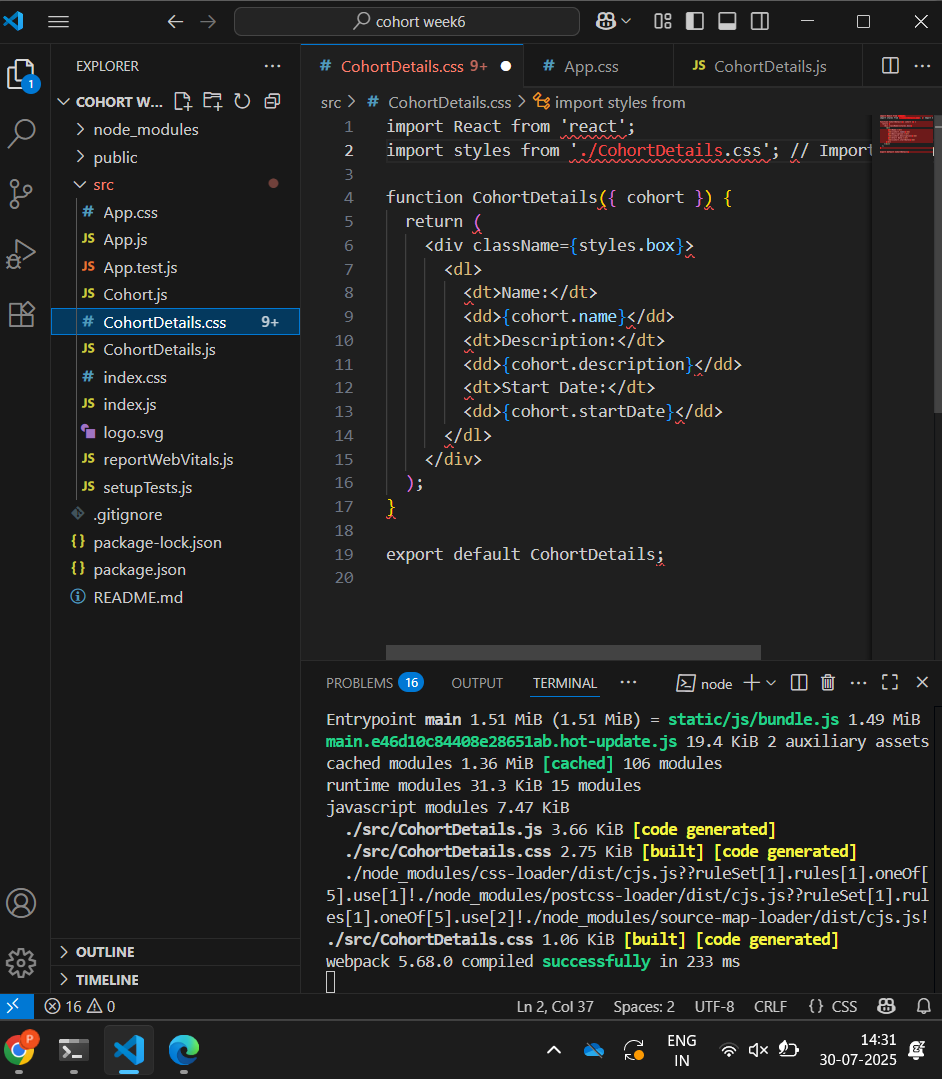 cohort week6
EXPLORER
COHORT W...
node_modules
public
src
# App.css
JS App.js
JS App.test.js
JS Cohort.js
# CohortDetails.css 9+
JS CohortDetails.js
# index.css
JS index.js
logo.svg
JS reportWebVitals.js
JS setupTests.js
.gitignore
{} package-lock.json
{} package.json
README.md
OUTLINE
TIMELINE
1
# CohortDetails.css 9+
# App.css
JS CohortDetails.js
src > # CohortDetails.css > import styles from
1 import React from 'react';
2 import styles from './CohortDetails.css'; // Import
3
4 function CohortDetails({ cohort }) {
5 return (
6 <div className={styles.box}>
7 <dl>
8 <dt>Name:</dt>
9 <dd>{cohort.name}</dd>
10 <dt>Description:</dt>
11 <dd>{cohort.description}</dd>
12 <dt>Start Date:</dt>
13 <dd>{cohort.startDate}</dd>
14 </dl>
15 </div>
16 );
17 }
18
19 export default CohortDetails;
20
PROBLEMS 16 OUTPUT TERMINAL ... node
Entrypoint main 1.51 MiB (1.51 MiB) = static/js/bundle.js 1.49 MiB
main.e46d10c84408e28651ab.hot-update.js 19.4 KiB 2 auxiliary assets
cached modules 1.36 MiB [cached] 106 modules
runtime modules 31.3 KiB 15 modules
javascript modules 7.47 KiB
./src/CohortDetails.js 3.66 KiB [code generated]
./src/CohortDetails.css 2.75 KiB [built] [code generated]
./node_modules/css-loader/dist/cjs.js??ruleSet[1].rules[1].oneOf[
5].use[1]!./node_modules/postcss-loader/dist/cjs.js??ruleSet[1].rul
es[1].oneOf[5].use[2]!./node_modules/source-map-loader/dist/cjs.js!
./src/CohortDetails.css 1.06 KiB [built] [code generated]
webpack 5.68.0 compiled successfully in 233 ms
16 0 Ln 2, Col 37 Spaces: 2 UTF-8 CRLF {} CSS
P
ENG
IN
14:31
30-07-2025